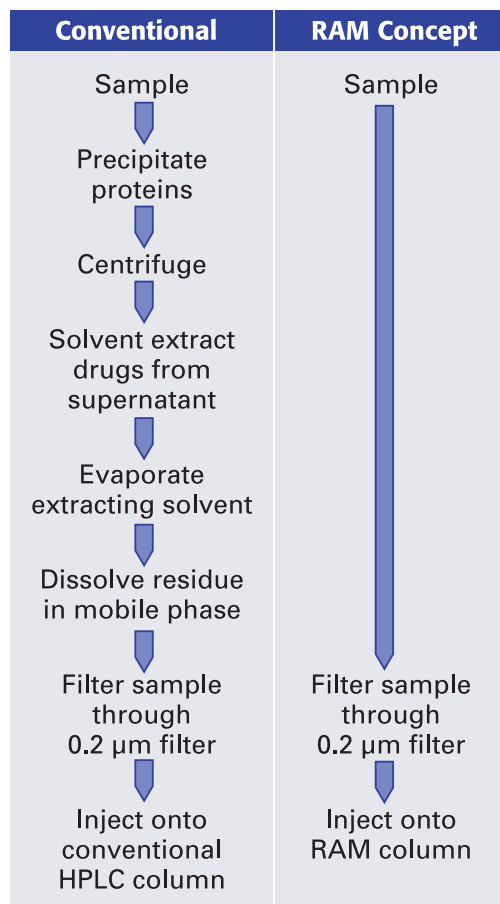 Conventional
Sample
Precipitate
proteins
Centrifuge
Solvent extract
drugs from
supernatant
Evaporate
extracting solvent
Dissolve residue
in mobile phase
Filter sample
through
0.2 µm filter
Inject onto
conventional
HPLC column
RAM Concept
Sample
Filter sample
through
0.2 µm filter
Inject onto
RAM column